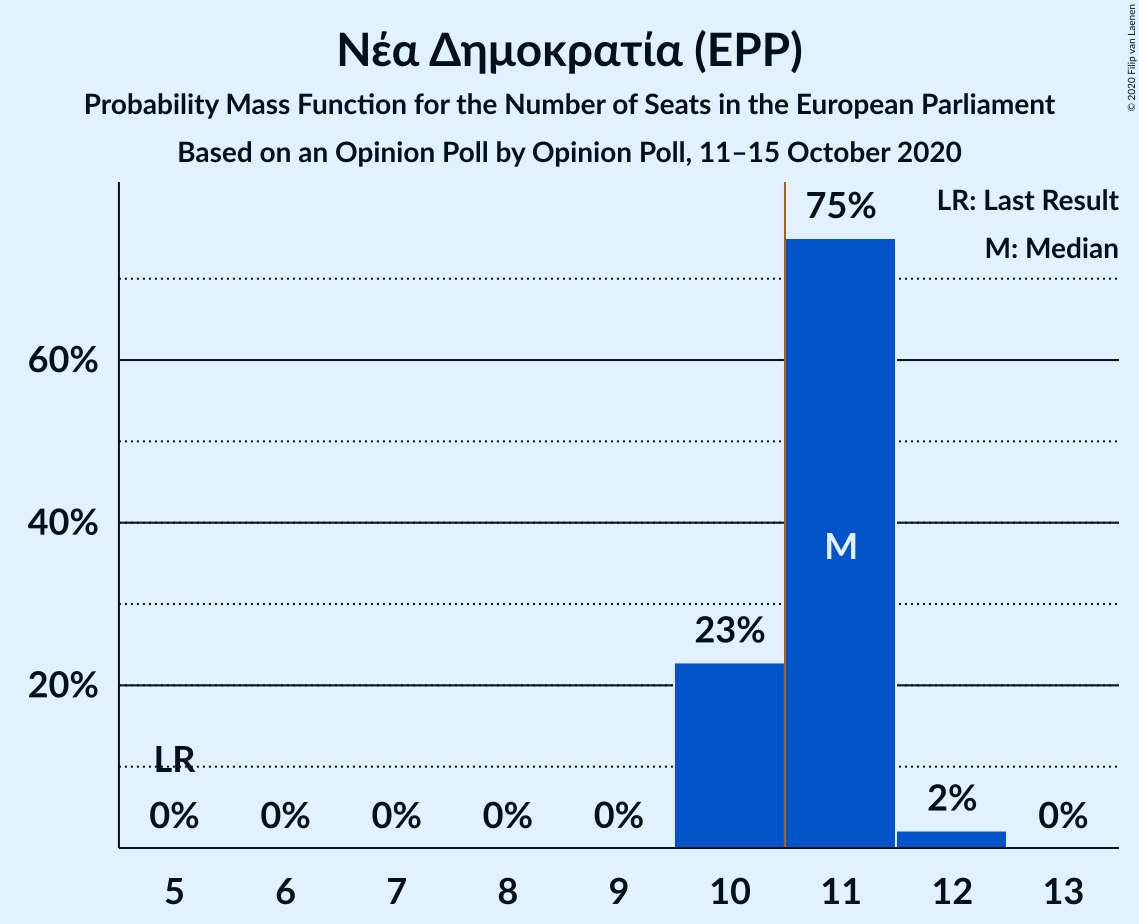 Νέα Δημοκρατία (EPP)
Probability Mass Function for the Number of Seats in the European Parliament
Based on an Opinion Poll by Opinion Poll, 11–15 October 2020
© 2020 Filip van Laenen
LR: Last Result
M: Median
75%
60%
40%
M
23%
20%
LR
0% 0% 0% 0% 0% 2% 0%
5 6 7 8 9 10 11 12 13